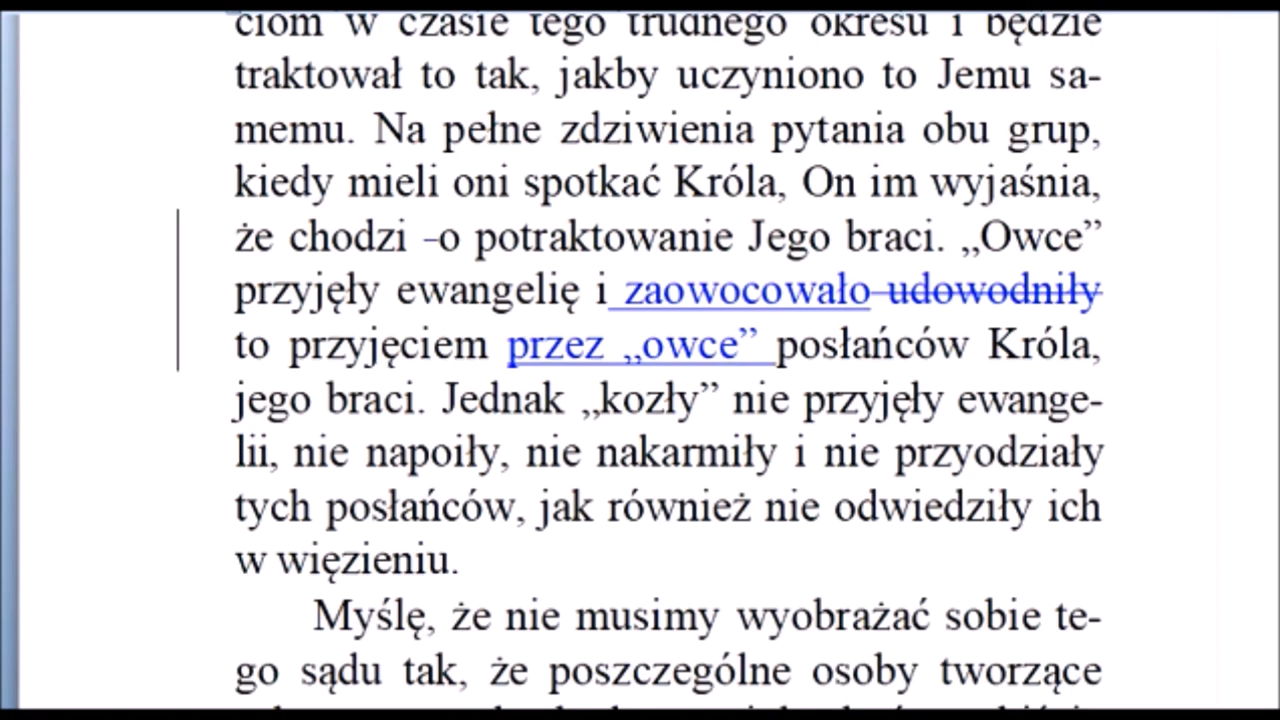 ciom w czasie tego trudnego okresu i będzie
traktował to tak, jakby uczyniono to Jemu sa-
memu. Na pełne zdziwienia pytania obu grup,
kiedy mieli oni spotkać Króla, On im wyjaśnia,
że chodzi -o potraktowanie Jego braci. „Owce”
przyjęły ewangelię i zaowocowało udowodniły
to przyjęciem przez „owce” posłańców Króla,
jego braci. Jednak „kozły” nie przyjęły ewange-
lii, nie napoiły, nie nakarmiły i nie przyodziały
tych posłańców, jak również nie odwiedziły ich
w więzieniu.
Myślę, że nie musimy wyobrażać sobie te-
go sądu tak, że poszczególne osoby tworzące